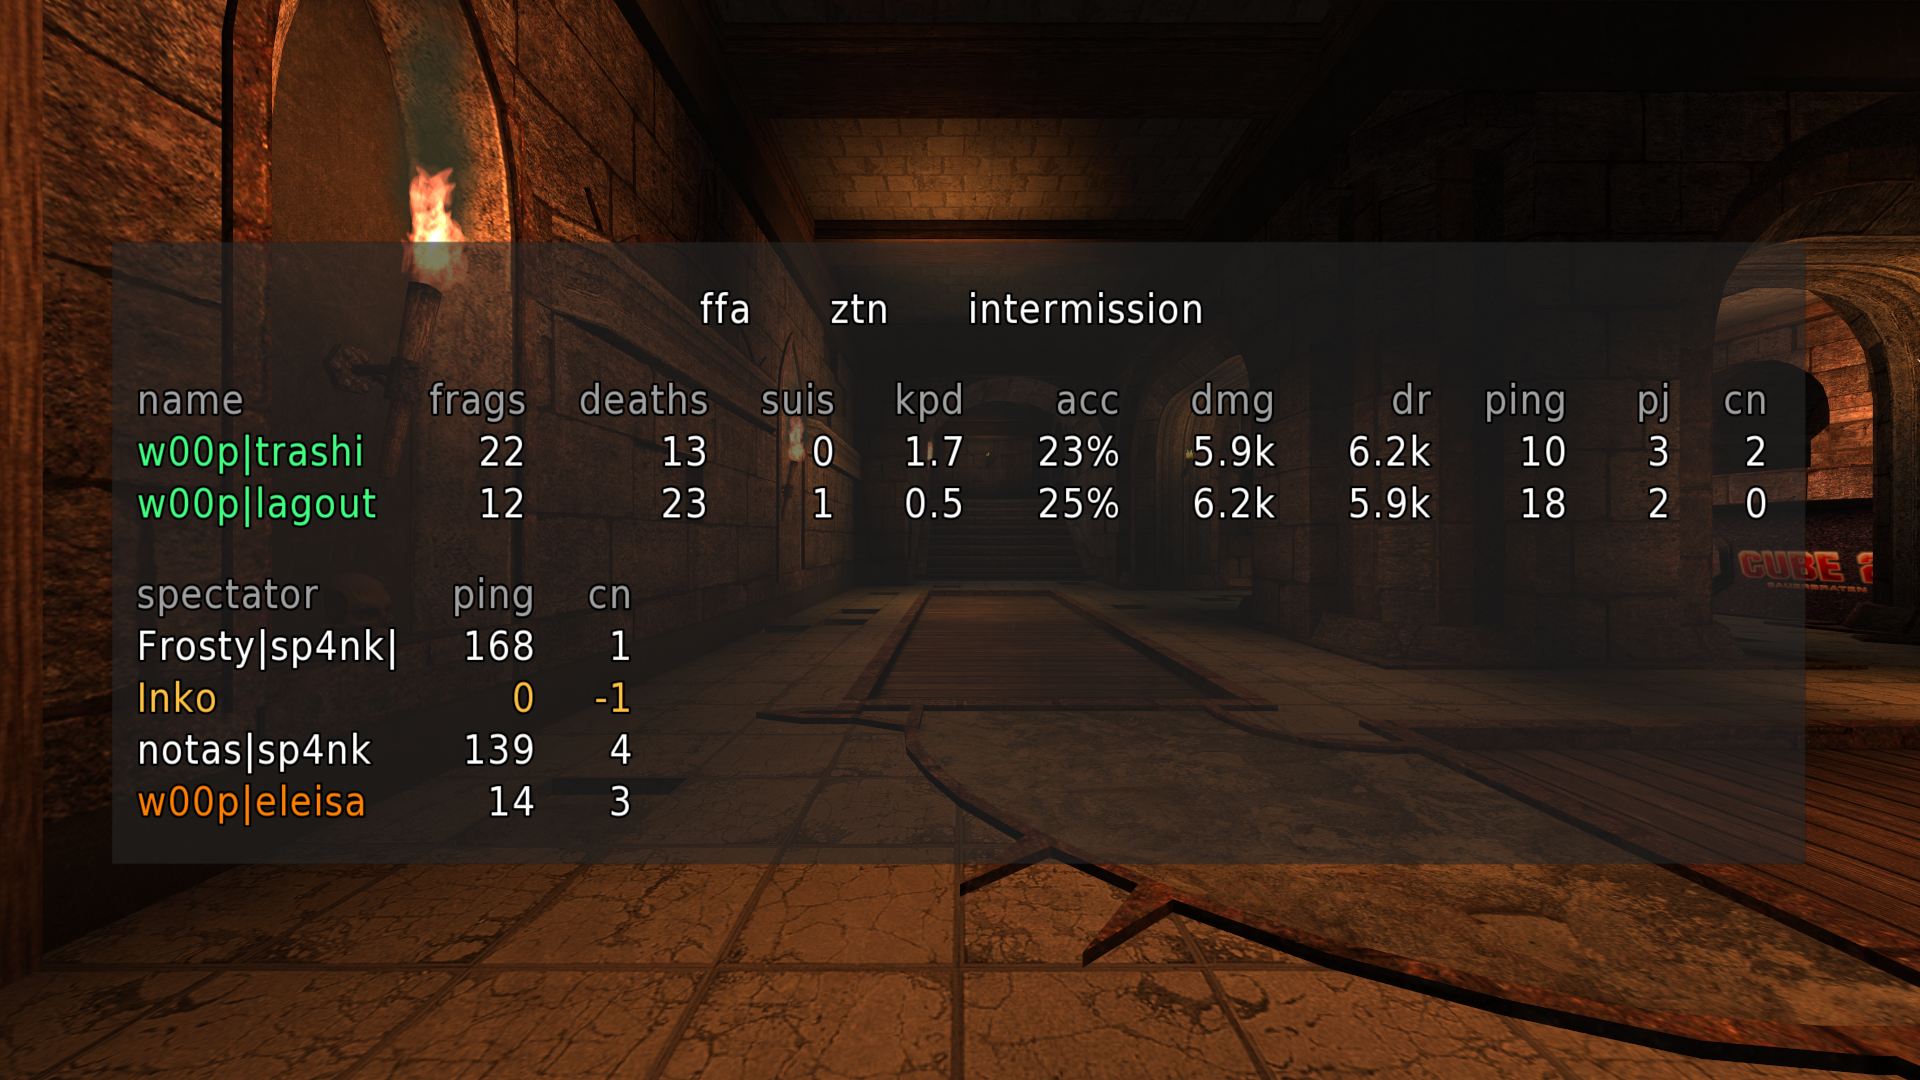 ffa ztn intermission
name frags deaths suis kpd acc dmg dr ping pj cn
w00p|trashi 22 13 0 1.7 23% 5.9k 6.2k 10 3 2
w00p|lagout 12 23 1 0.5 25% 6.2k 5.9k 18 2 0
CUBE 2
SAUERBRATEN
spectator ping cn
Frosty|sp4nk| 168 1
Inko 0 -1
notas|sp4nk 139 4
w00p|eleisa 14 3